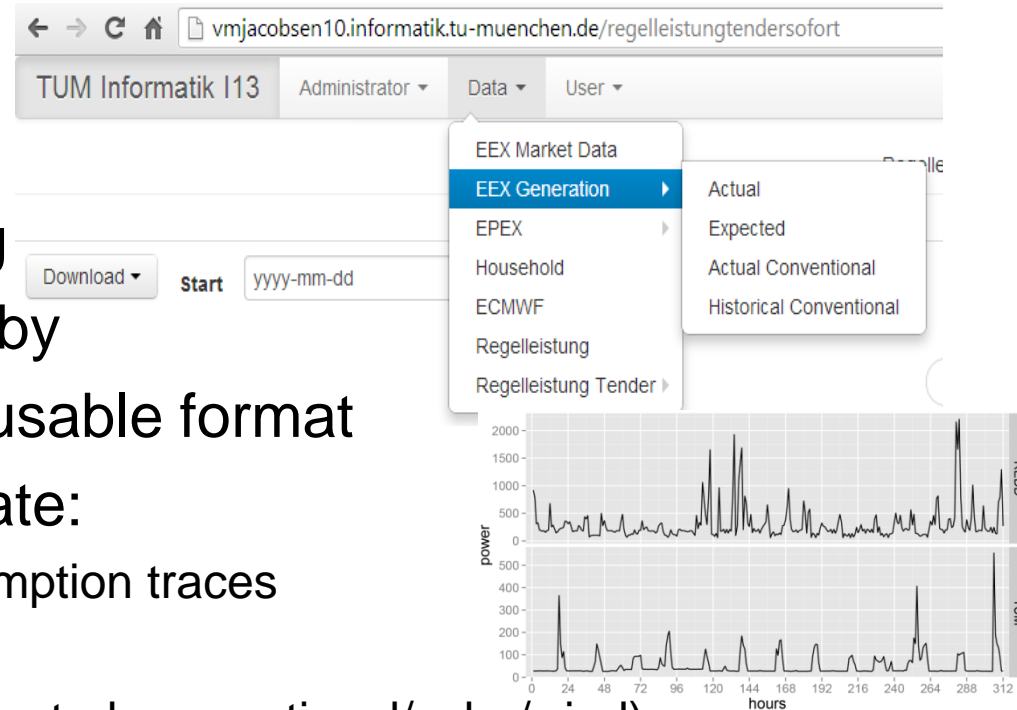 vmjacobsen10.informatik.tu-muenchen.de/regelleistungtendersofort
TUM Informatik I13 Administrator Data User
EEX Market Data
EEX Generation
EPEX
Household
ECMWF
Regelleistung
Regelleistung Tender
Actual
Expected
Actual Conventional
Historical Conventional
Download Start yyyy-mm-dd
by
usable format
ate:
mption traces
power
2000
1500
1000
500
0
500
400
300
200
100
0
0 24 48 72 96 120 144 168 192 216 240 264 288 312
hours